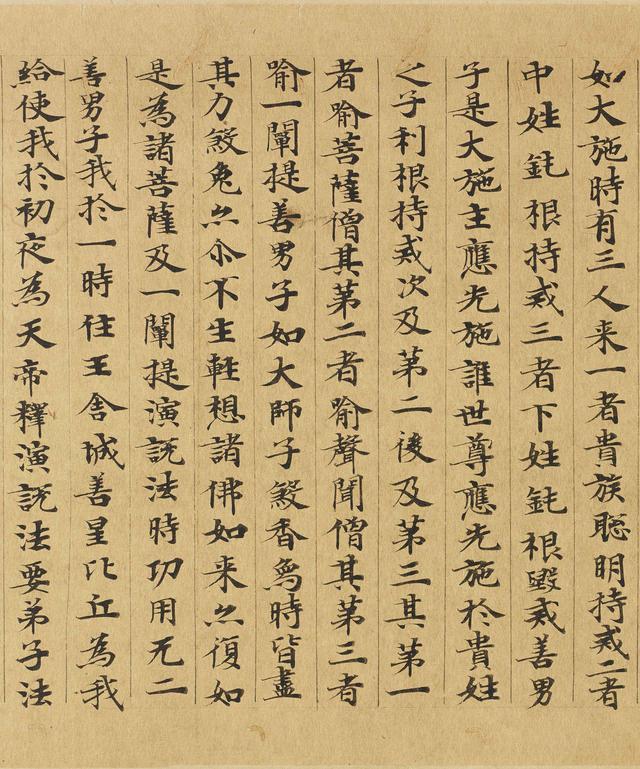 如大施時有三人来一者貴族聡明持戒二者
中姓鈍根持戒三者下姓鈍根毀戒善男
子是大施主應先施誰世尊應先施於貴姓
之子利根持戒次及第二後及第三其第一
者喻菩薩僧其第二者喻聲聞僧其第三者
喻一闡提善男子如大師子煞香為時皆盡
其力煞兔亦尒不生軽想諸佛如来亦復如
是為諸菩薩及一闡提演説法時功用无二
善男子我於一時住王舍城善星比丘為我
給使我於初夜為天帝釋演説法要弟子法